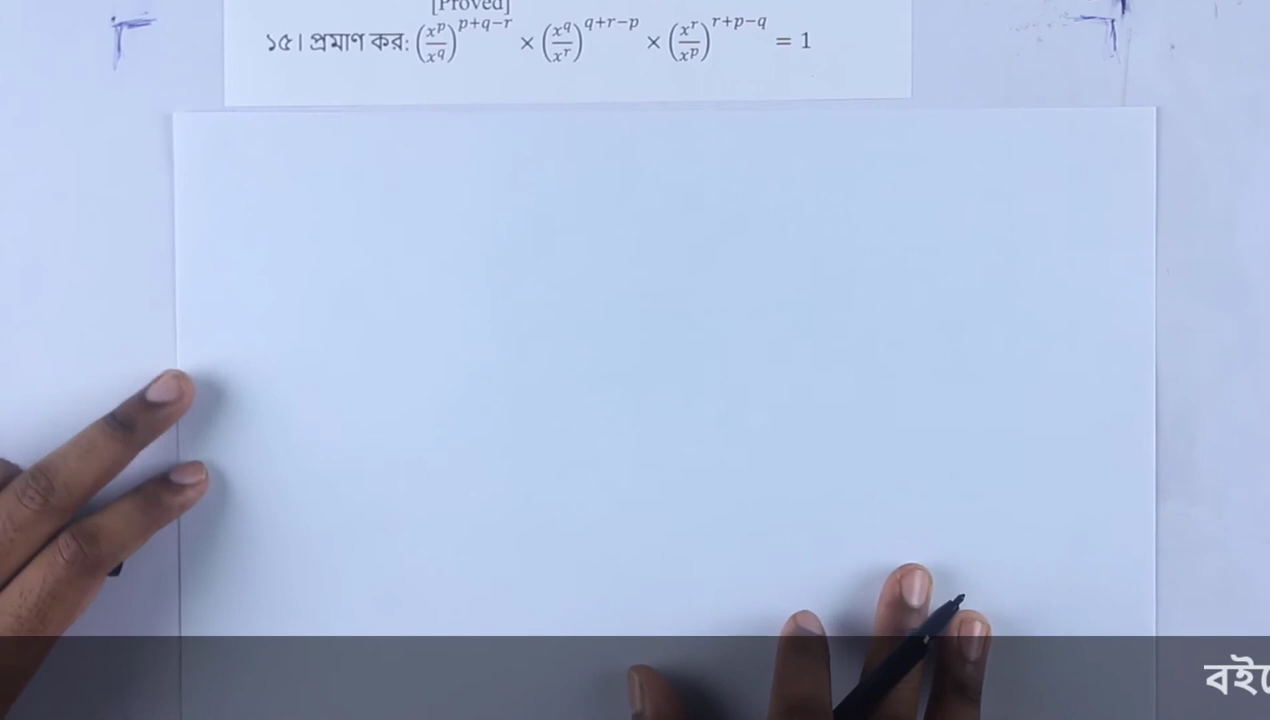 [Proved]
১৫। প্রমাণ কর: (x^p/x^q)^{p+q−r} × (x^q/x^r)^{q+r−p} × (x^r/x^p)^{r+p−q} = 1